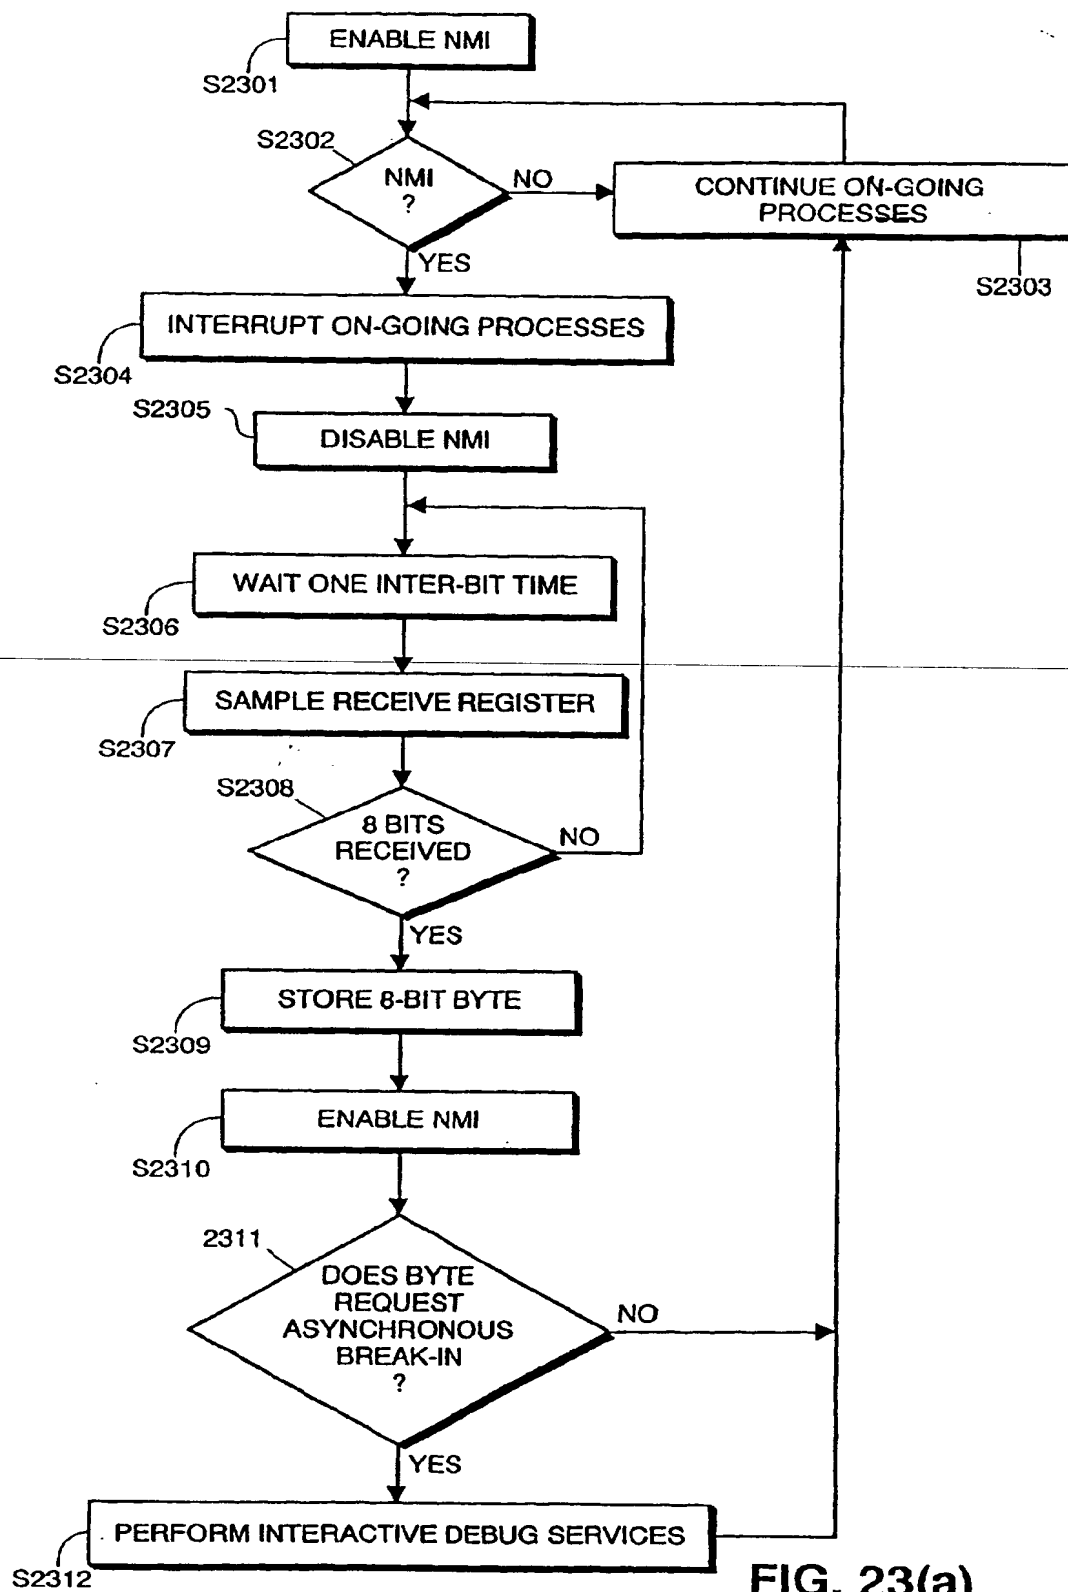 ENABLE NMI
S2301
S2302
NMI
?
NO
CONTINUE ON-GOING
PROCESSES
S2303
YES
INTERRUPT ON-GOING PROCESSES
S2304
S2305
DISABLE NMI
WAIT ONE INTER-BIT TIME
S2306
SAMPLE RECEIVE REGISTER
S2307
S2308
8 BITS
RECEIVED
?
NO
YES
STORE 8-BIT BYTE
S2309
ENABLE NMI
S2310
2311
DOES BYTE
REQUEST
ASYNCHRONOUS
BREAK-IN
?
NO
YES
PERFORM INTERACTIVE DEBUG SERVICES
S2312
FIG. 23(a)